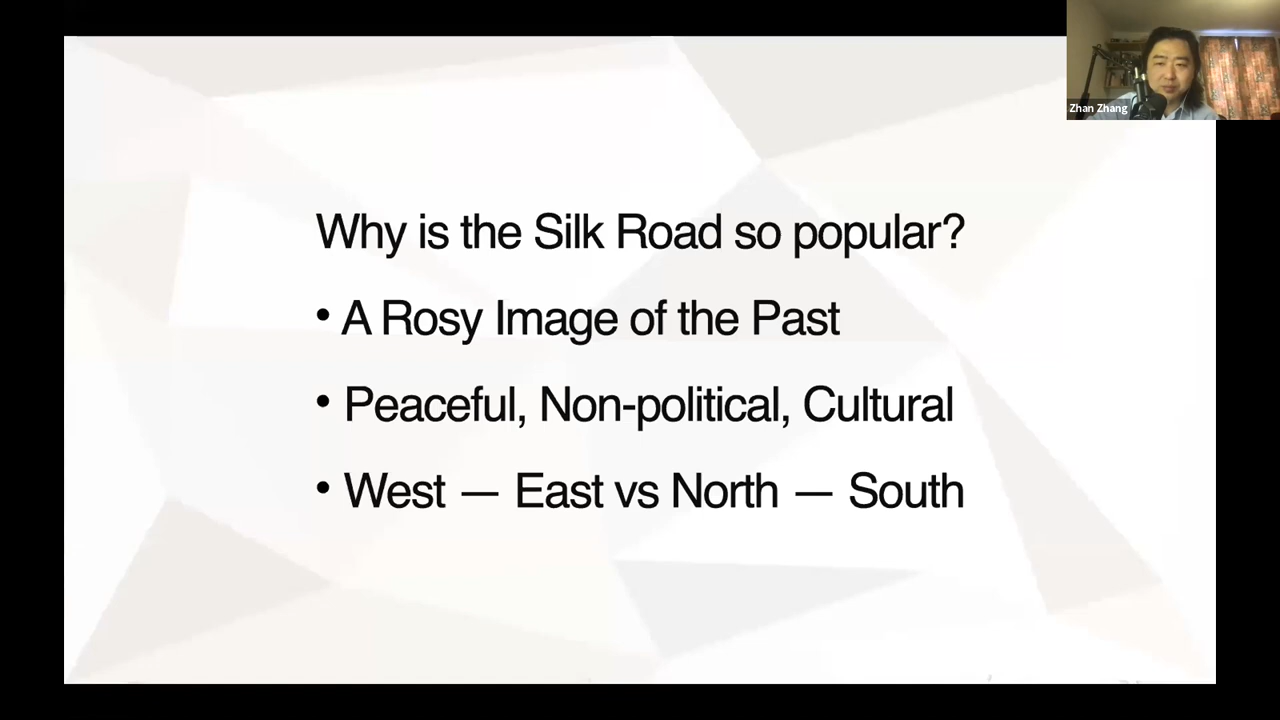 Zhan Zhang
Why is the Silk Road so popular?
• A Rosy Image of the Past
• Peaceful, Non-political, Cultural
• West — East vs North — South